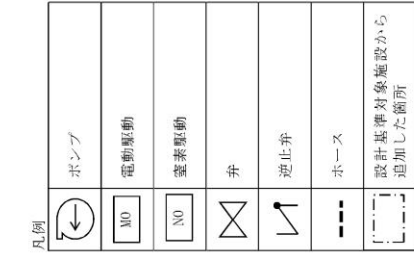 凡例
ポンプ
MO
電動駆動
NO
窒素駆動
弁
逆止弁
ホース
設計基準対象施設から
追加した箇所